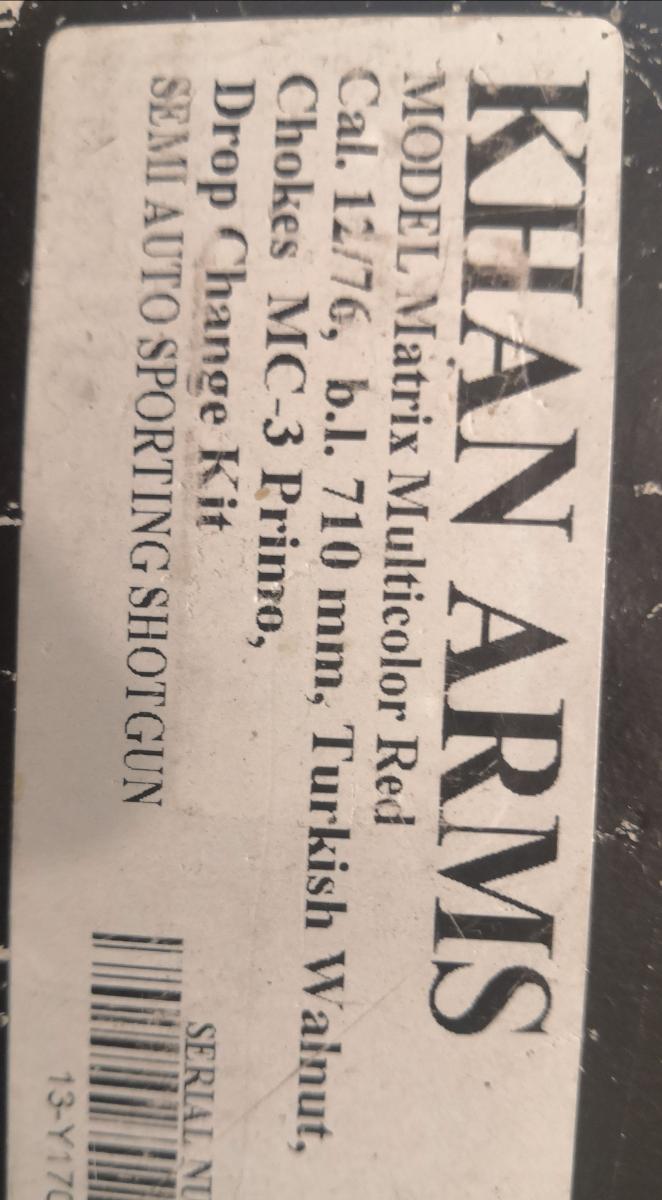 KHAN ARMS
MODEL Matrix Multicolor Red
Cal. 12/76, b.l. 710 mm, Turkish Walnut,
Chokes MC-3 Primo,
Drop Change Kit
SEMI AUTO SPORTING SHOTGUN
SERIAL NU
13-Y170